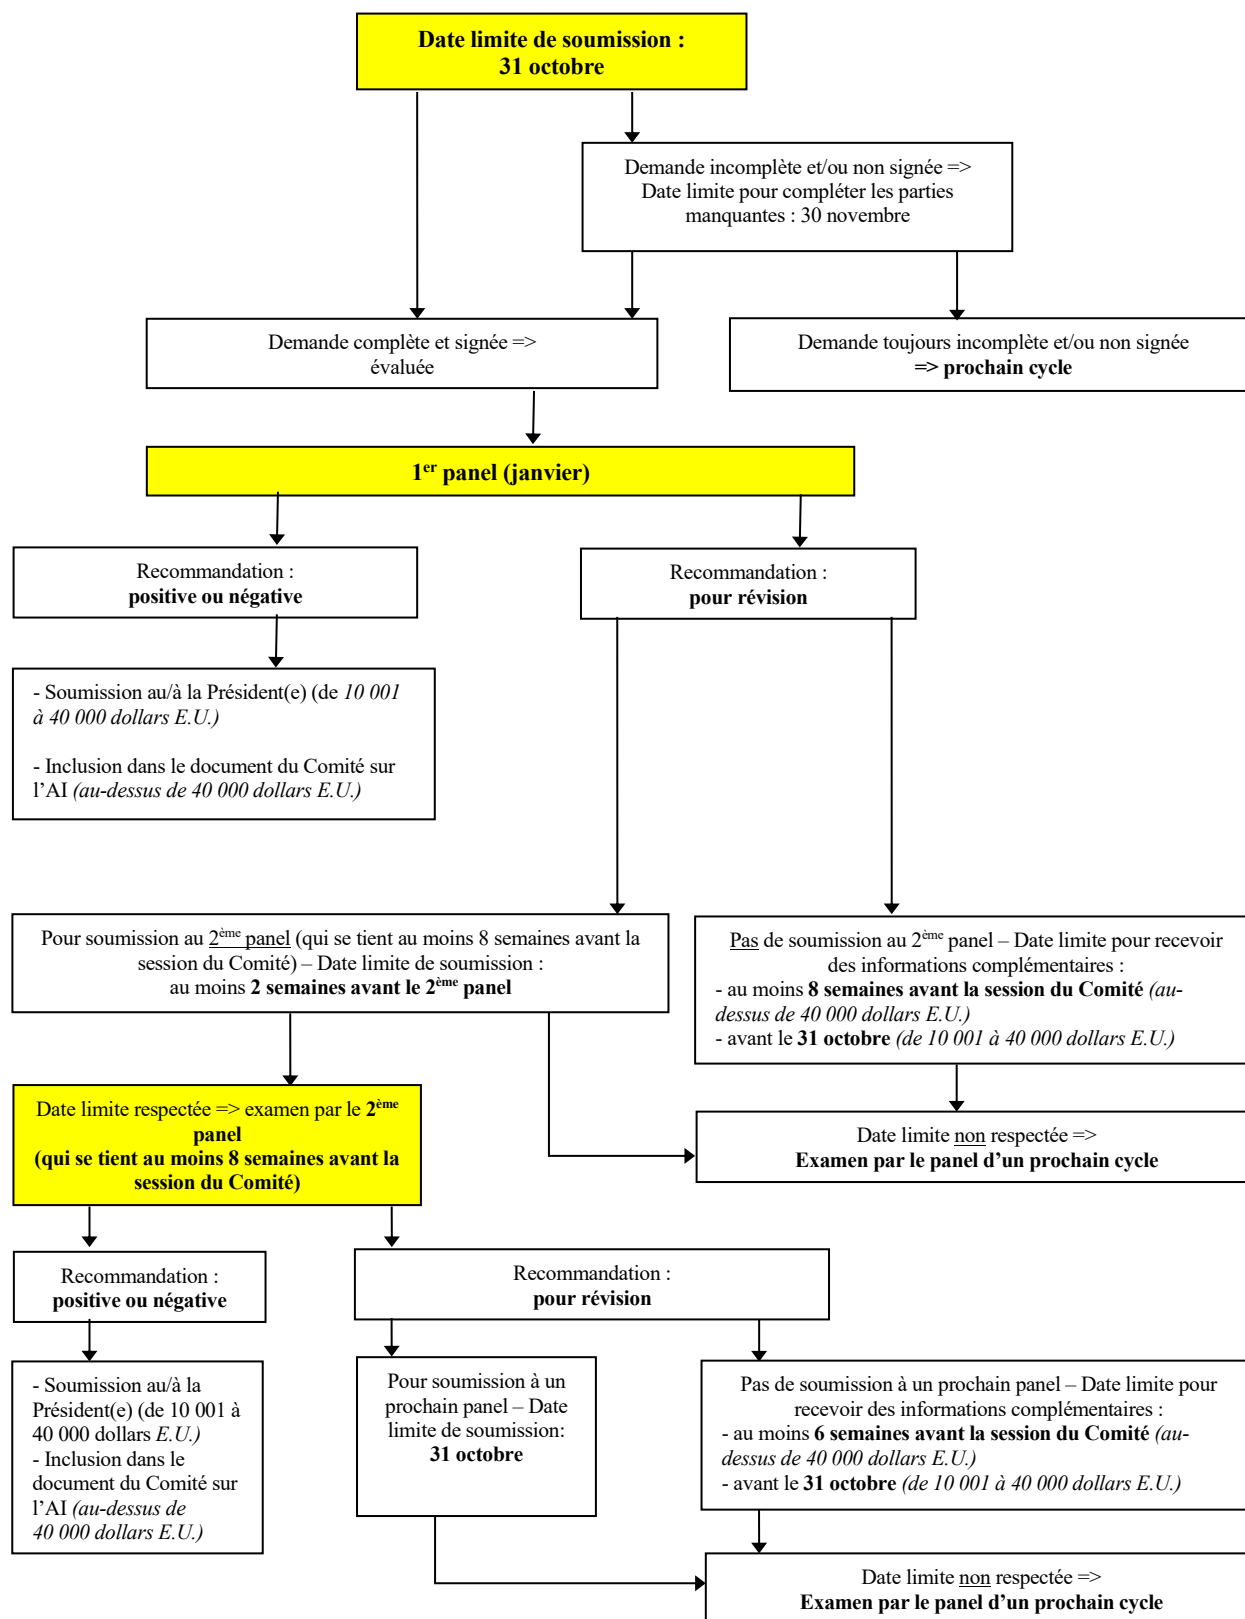 Date limite de soumission :
31 octobre
Demande incomplète et/ou non signée =>
Date limite pour compléter les parties
manquantes : 30 novembre
Demande complète et signée =>
évaluée
Demande toujours incomplète et/ou non signée
=> prochain cycle
1er panel (janvier)
Recommandation :
positive ou négative
Recommandation :
pour révision
- Soumission au/à la Président(e) (de 10 001
à 40 000 dollars E.U.)
- Inclusion dans le document du Comité sur
l’AI (au-dessus de 40 000 dollars E.U.)
Pour soumission au 2ème panel (qui se tient au moins 8 semaines avant la
session du Comité) – Date limite de soumission :
au moins 2 semaines avant le 2ème panel
Pas de soumission au 2ème panel – Date limite pour recevoir
des informations complémentaires :
- au moins 8 semaines avant la session du Comité (au-
dessus de 40 000 dollars E.U.)
- avant le 31 octobre (de 10 001 à 40 000 dollars E.U.)
Date limite respectée => examen par le 2ème
panel
(qui se tient au moins 8 semaines avant la
session du Comité)
Date limite non respectée =>
Examen par le panel d’un prochain cycle
Recommandation :
positive ou négative
Recommandation :
pour révision
- Soumission au/à la
Président(e) (de 10 001 à
40 000 dollars E.U.)
- Inclusion dans le
document du Comité sur
l’AI (au-dessus de
40 000 dollars E.U.)
Pour soumission à un
prochain panel – Date
limite de soumission:
31 octobre
Pas de soumission à un prochain panel – Date limite pour
recevoir des informations complémentaires :
- au moins 6 semaines avant la session du Comité (au-
dessus de 40 000 dollars E.U.)
- avant le 31 octobre (de 10 001 à 40 000 dollars E.U.)
Date limite non respectée =>
Examen par le panel d’un prochain cycle